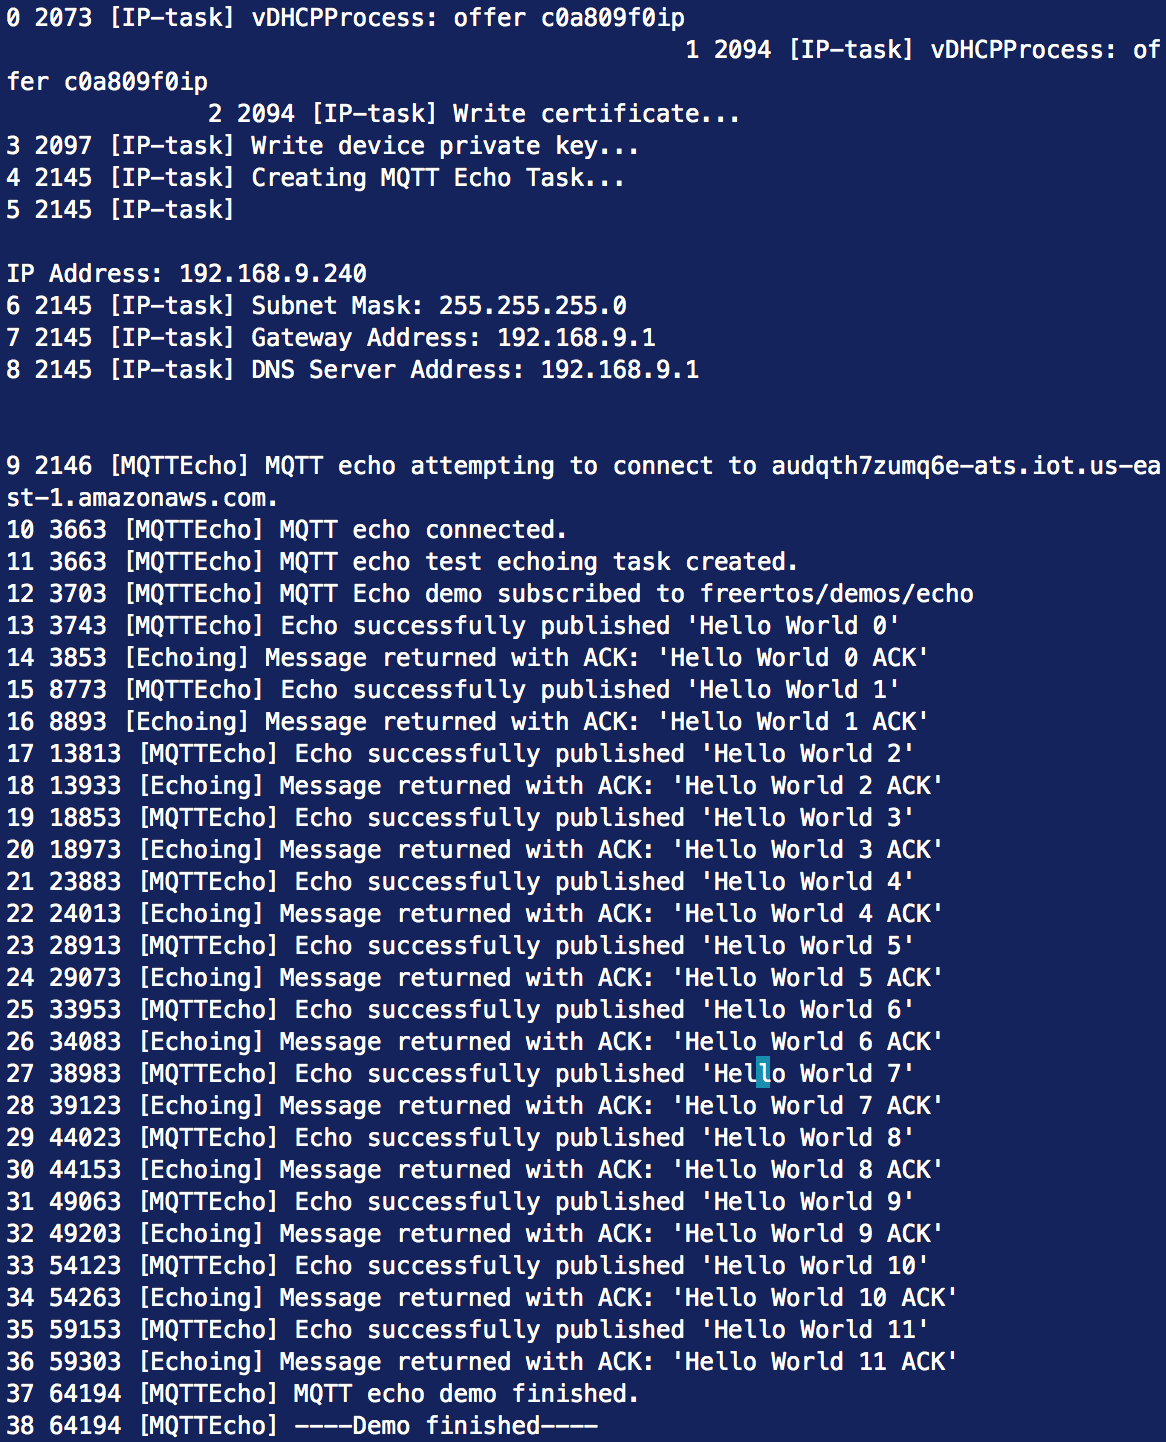 0 2073 [IP-task] vDHCPProcess: offer c0a809f0ip
1 2094 [IP-task] vDHCPProcess: of
fer c0a809f0ip
2 2094 [IP-task] Write certificate...
3 2097 [IP-task] Write device private key...
4 2145 [IP-task] Creating MQTT Echo Task...
5 2145 [IP-task]
IP Address: 192.168.9.240
6 2145 [IP-task] Subnet Mask: 255.255.255.0
7 2145 [IP-task] Gateway Address: 192.168.9.1
8 2145 [IP-task] DNS Server Address: 192.168.9.1
9 2146 [MQTTEcho] MQTT echo attempting to connect to audqth7zumq6e-ats.iot.us-ea
st-1.amazonaws.com.
10 3663 [MQTTEcho] MQTT echo connected.
11 3663 [MQTTEcho] MQTT echo test echoing task created.
12 3703 [MQTTEcho] MQTT Echo demo subscribed to freertos/demos/echo
13 3743 [MQTTEcho] Echo successfully published 'Hello World 0'
14 3853 [Echoing] Message returned with ACK: 'Hello World 0 ACK'
15 8773 [MQTTEcho] Echo successfully published 'Hello World 1'
16 8893 [Echoing] Message returned with ACK: 'Hello World 1 ACK'
17 13813 [MQTTEcho] Echo successfully published 'Hello World 2'
18 13933 [Echoing] Message returned with ACK: 'Hello World 2 ACK'
19 18853 [MQTTEcho] Echo successfully published 'Hello World 3'
20 18973 [Echoing] Message returned with ACK: 'Hello World 3 ACK'
21 23883 [MQTTEcho] Echo successfully published 'Hello World 4'
22 24013 [Echoing] Message returned with ACK: 'Hello World 4 ACK'
23 28913 [MQTTEcho] Echo successfully published 'Hello World 5'
24 29073 [Echoing] Message returned with ACK: 'Hello World 5 ACK'
25 33953 [MQTTEcho] Echo successfully published 'Hello World 6'
26 34083 [Echoing] Message returned with ACK: 'Hello World 6 ACK'
27 38983 [MQTTEcho] Echo successfully published 'Hello World 7'
28 39123 [Echoing] Message returned with ACK: 'Hello World 7 ACK'
29 44023 [MQTTEcho] Echo successfully published 'Hello World 8'
30 44153 [Echoing] Message returned with ACK: 'Hello World 8 ACK'
31 49063 [MQTTEcho] Echo successfully published 'Hello World 9'
32 49203 [Echoing] Message returned with ACK: 'Hello World 9 ACK'
33 54123 [MQTTEcho] Echo successfully published 'Hello World 10'
34 54263 [Echoing] Message returned with ACK: 'Hello World 10 ACK'
35 59153 [MQTTEcho] Echo successfully published 'Hello World 11'
36 59303 [Echoing] Message returned with ACK: 'Hello World 11 ACK'
37 64194 [MQTTEcho] MQTT echo demo finished.
38 64194 [MQTTEcho] ----Demo finished----